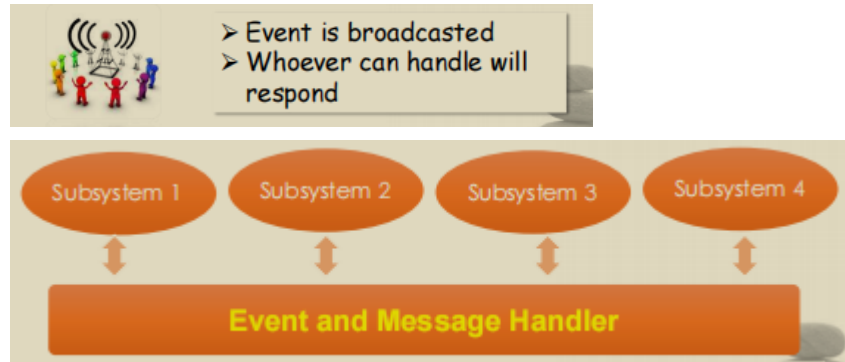 ➢ Event is broadcasted
➢ Whoever can handle will
respond
Subsystem 1
Subsystem 2
Subsystem 3
Subsystem 4
Event and Message Handler